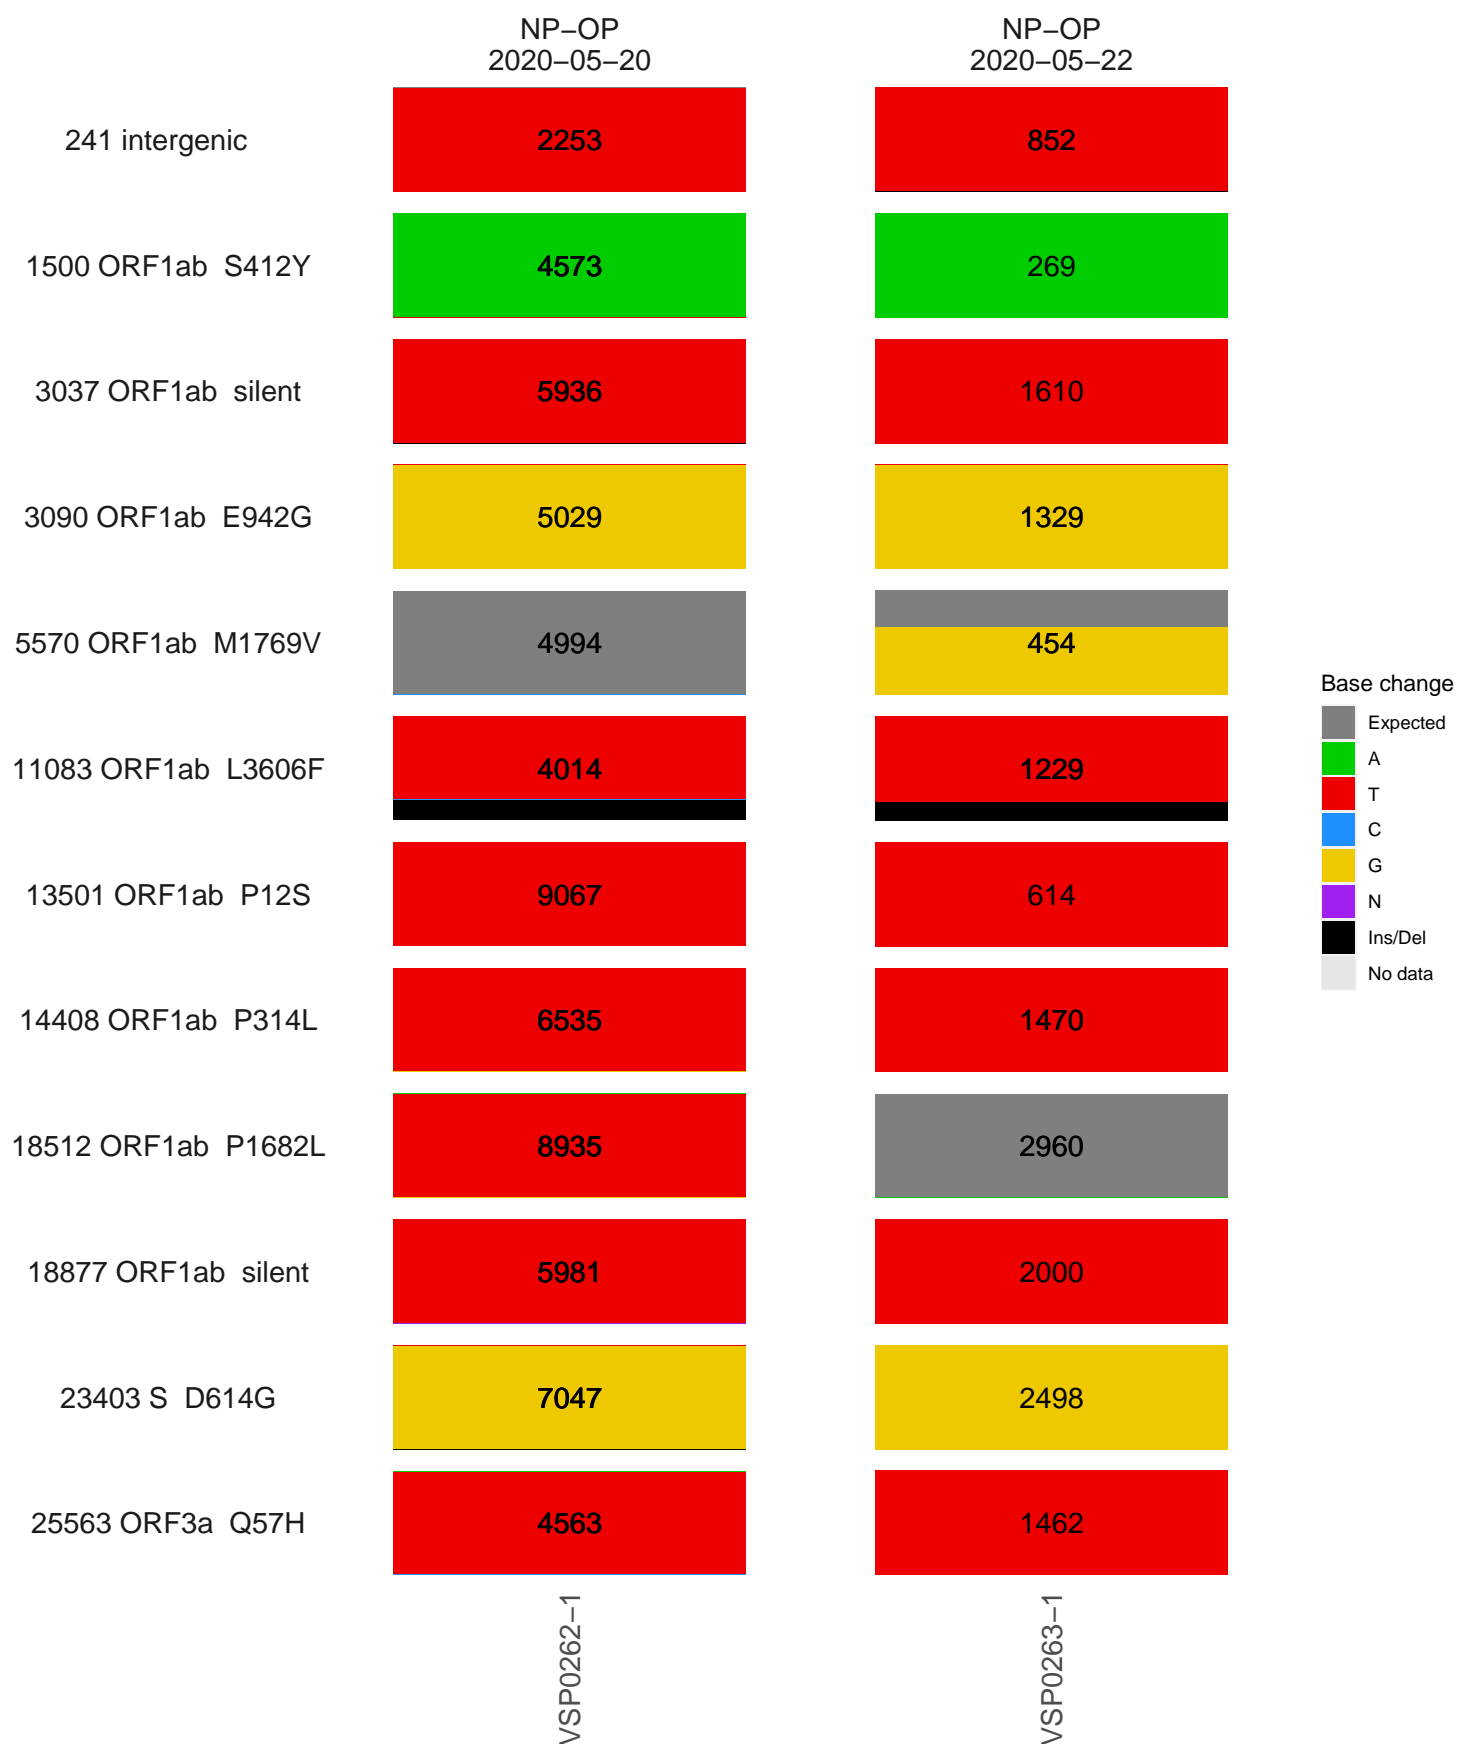 NP−OP
2020−05−20
NP−OP
2020−05−22
241 intergenic
2253
852
1500 ORF1ab S412Y
4573
269
3037 ORF1ab silent
5936
1610
3090 ORF1ab E942G
5029
1329
5570 ORF1ab M1769V
4994
454
11083 ORF1ab L3606F
4014
1229
13501 ORF1ab P12S
9067
614
14408 ORF1ab P314L
6535
1470
18512 ORF1ab P1682L
8935
2960
18877 ORF1ab silent
5981
2000
23403 S D614G
7047
2498
25563 ORF3a Q57H
4563
1462
VSP0262−1
VSP0263−1
Base change
Expected
A
T
C
G
N
Ins/Del
No data